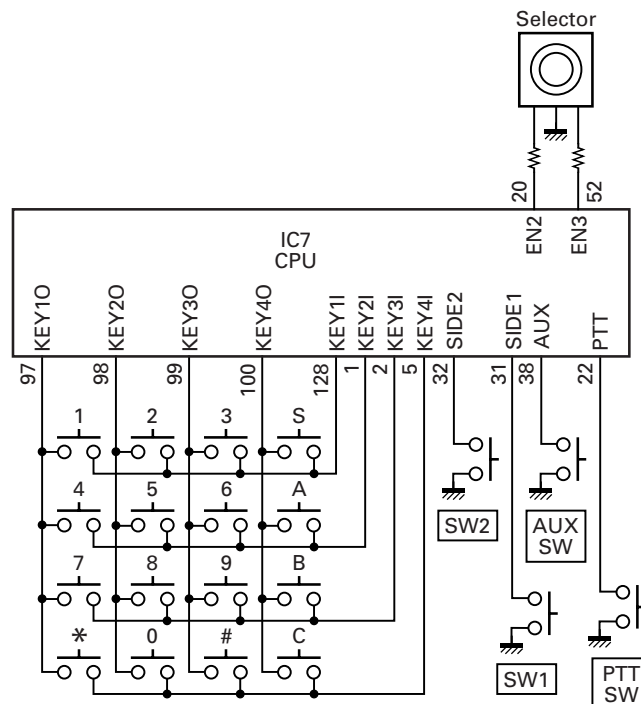 Selector
20
52
EN2
EN3
IC7
CPU
KEY1O
KEY2O
KEY3O
KEY4O
KEY1I
KEY2I
KEY3I
KEY4I
SIDE2
SIDE1
AUX
PTT
97
98
99
100
128
1
2
5
32
31
38
22
1 2 3 S
4 5 6 A
7 8 9 B
* 0 # C
SW2
AUX
SW
SW1
PTT
SW